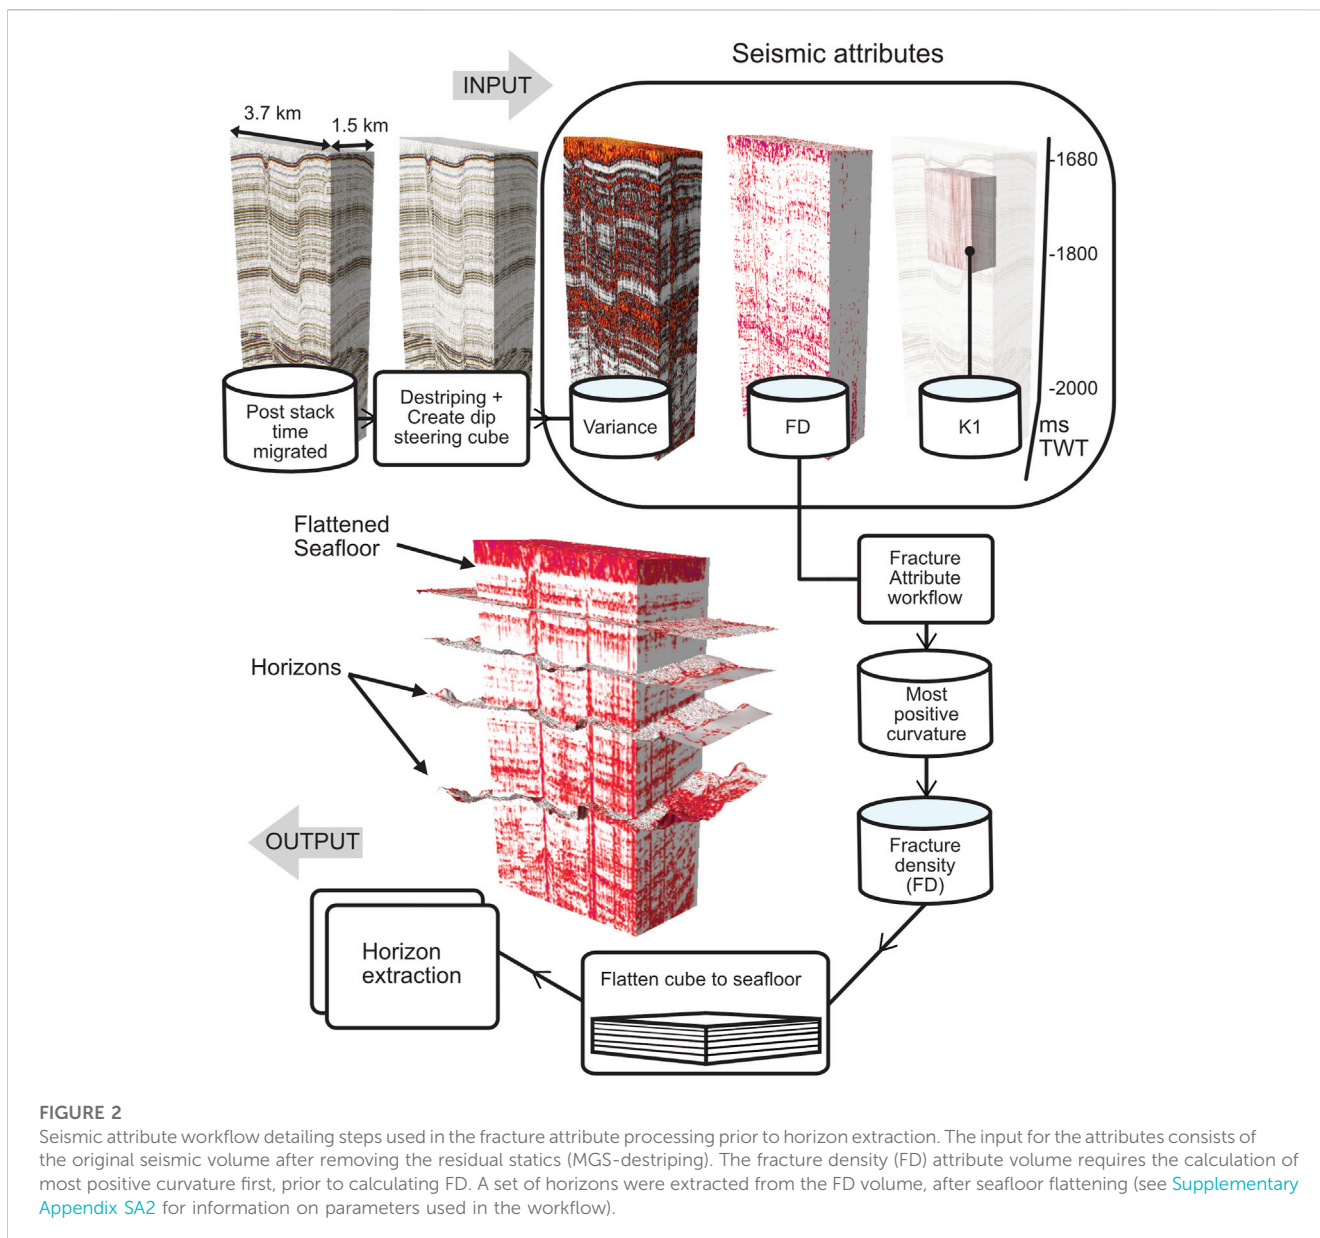 Seismic attributes
INPUT
3.7 km
1.5 km
-1680
-1800
-2000
ms
TWT
Post stack
time
migrated
Destriping +
Create dip
steering cube
Variance
FD
K1
Flattened
Seafloor
Horizons
Fracture
Attribute
workflow
Most
positive
curvature
Fracture
density
(FD)
OUTPUT
Horizon
extraction
Flatten cube to seafloor
FIGURE 2
Seismic attribute workflow detailing steps used in the fracture attribute processing prior to horizon extraction. The input for the attributes consists of
the original seismic volume after removing the residual statics (MGS-destriping). The fracture density (FD) attribute volume requires the calculation of
most positive curvature first, prior to calculating FD. A set of horizons were extracted from the FD volume, after seafloor flattening (see Supplementary
Appendix SA2 for information on parameters used in the workflow).